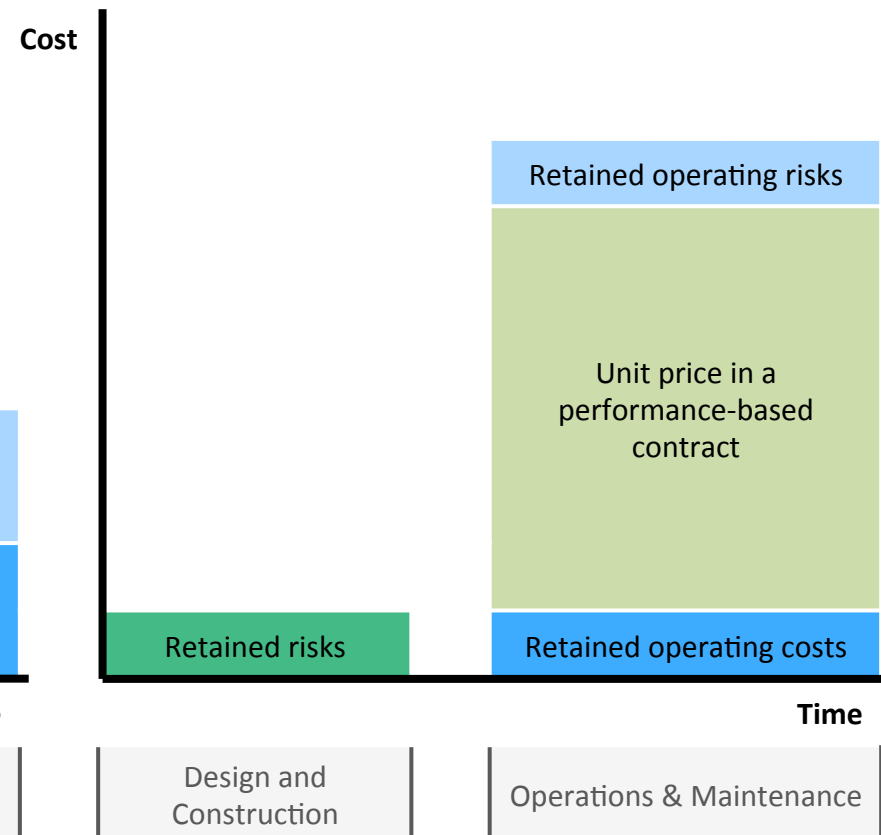 Cost
Retained operating risks
Unit price in a
performance-based
contract
Retained risks
Retained operating costs
Time
Design and
Construction
Operations & Maintenance